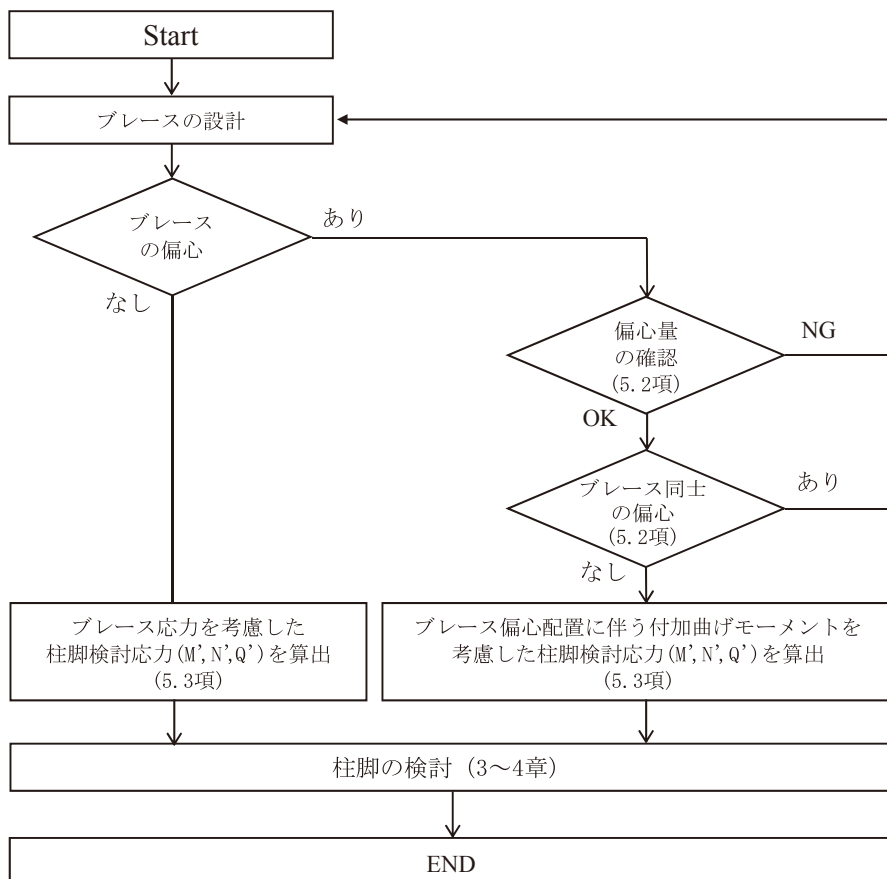 Start
ブレースの設計
ブレース
の偏心
あり
なし
偏心量
の確認
(5.2項)
NG
OK
ブレース同士
の偏心
(5.2項)
あり
なし
ブレース応力を考慮した
柱脚検討応力(M’,N’,Q’)を算出
(5.3項)
ブレース偏心配置に伴う付加曲げモーメントを
考慮した柱脚検討応力(M’,N’,Q’)を算出
(5.3項)
柱脚の検討（3～4章）
END